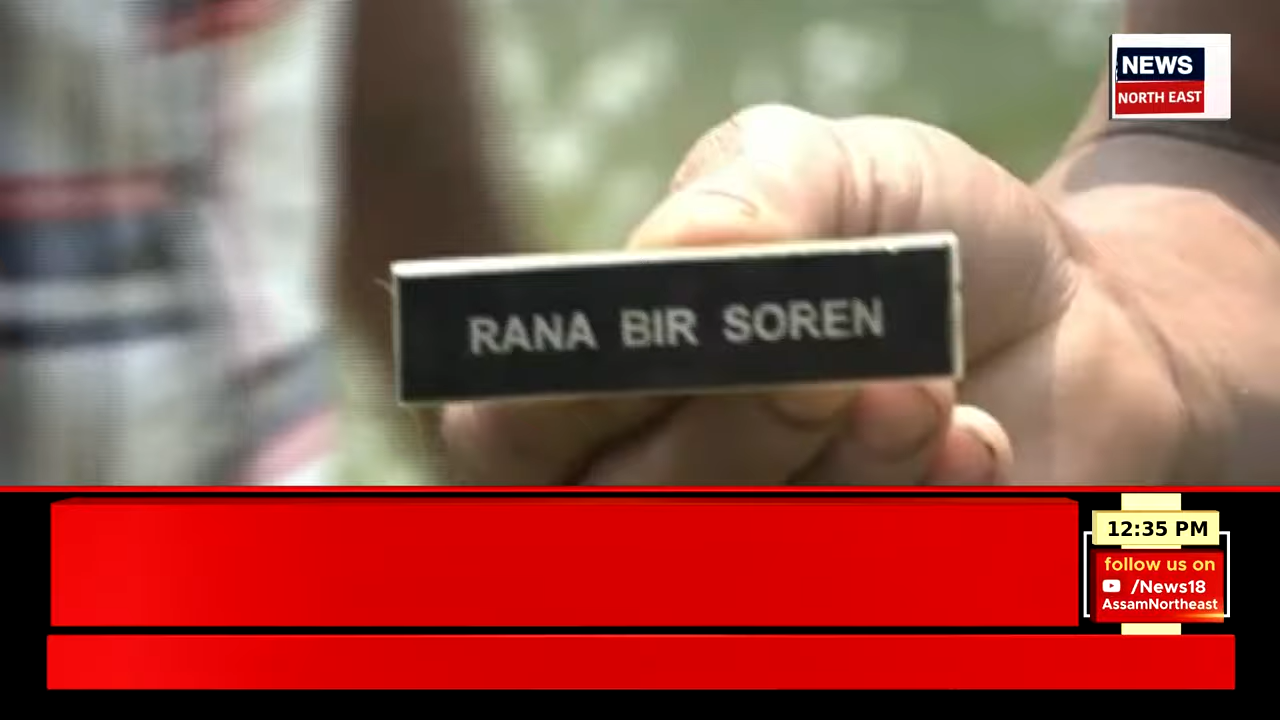 NEWS
NORTH EAST
RANA BIR SOREN
12:35 PM
follow us on
/News18
AssamNortheast